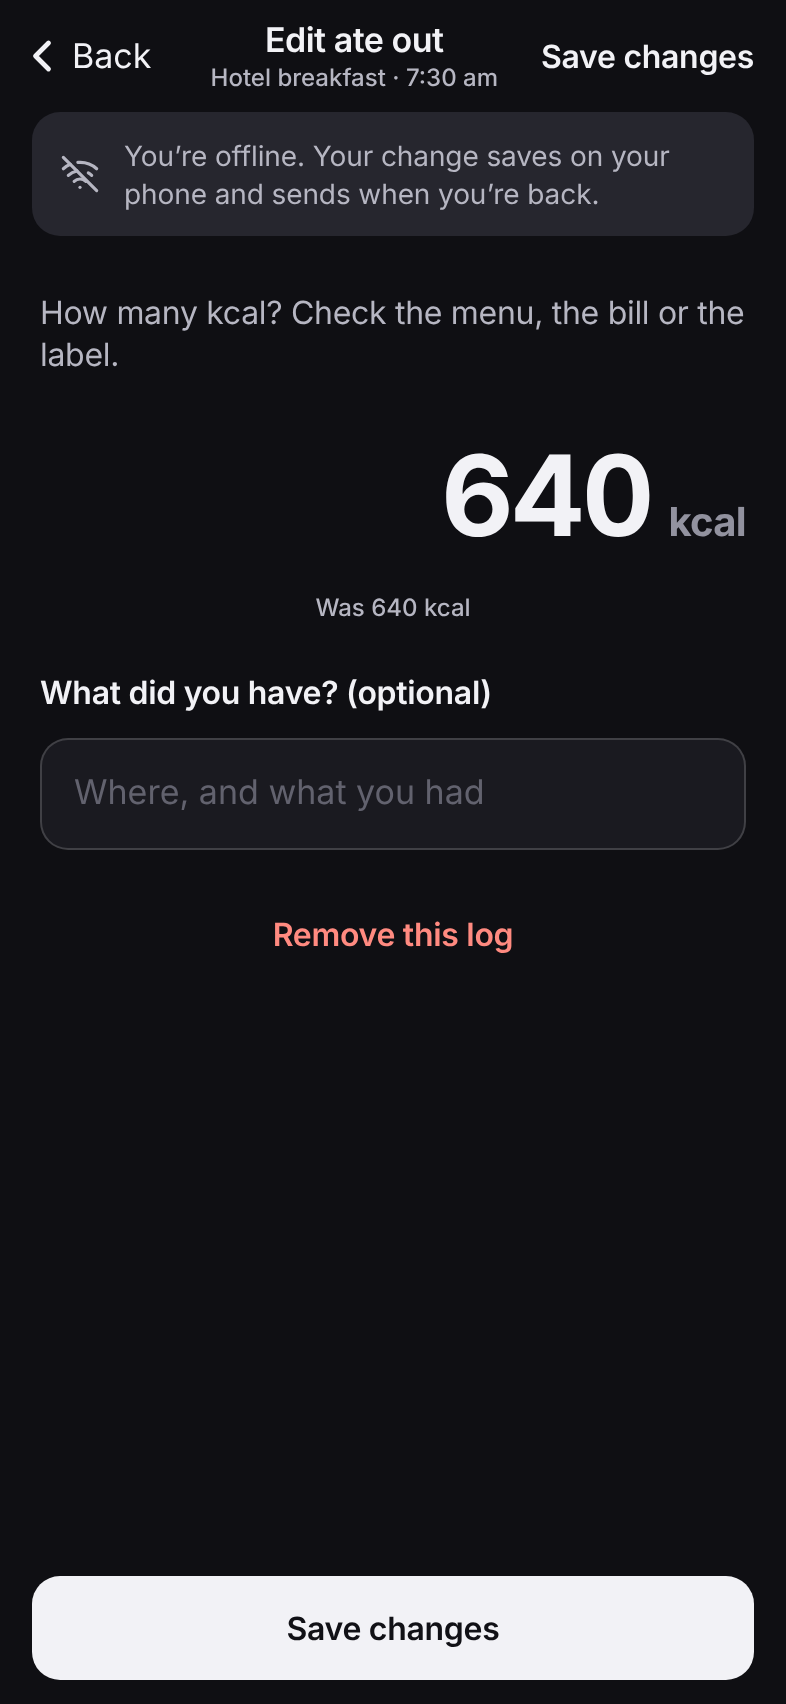 Back
Edit ate out
Hotel breakfast · 7:30 am
Save changes
You’re offline. Your change saves on your
phone and sends when you’re back.
How many kcal? Check the menu, the bill or the
label.
640 kcal
Was 640 kcal
What did you have? (optional)
Where, and what you had
Remove this log
Save changes